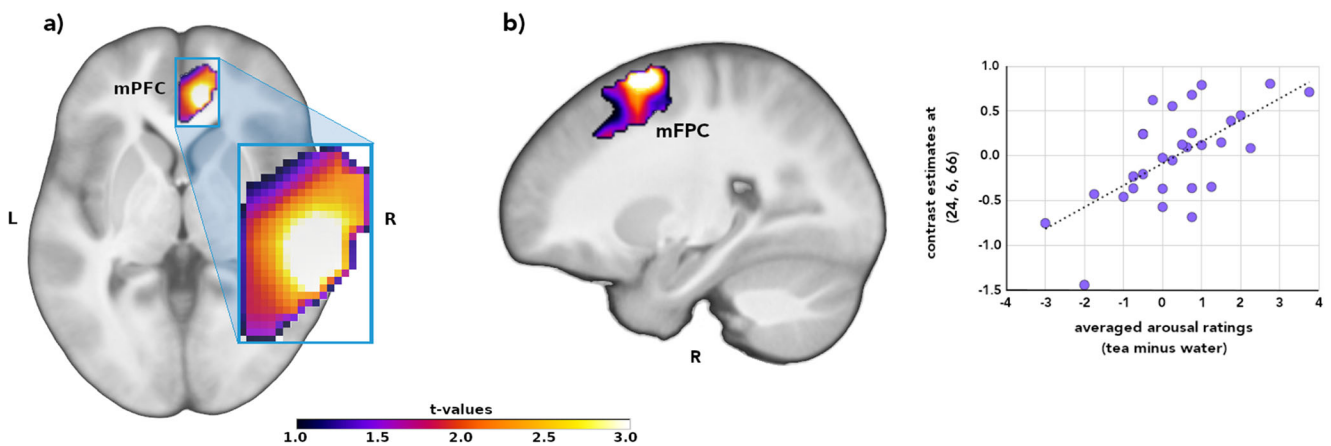 a)
mPFC
L
R
b)
mFPC
R
t-values
1.0 1.5 2.0 2.5 3.0
contrast estimates at
(24, 6, 66)
1.0
0.5
0.0
-0.5
-1.0
-1.5
-4 -3 -2 -1 0 1 2 3 4
averaged arousal ratings
(tea minus water)